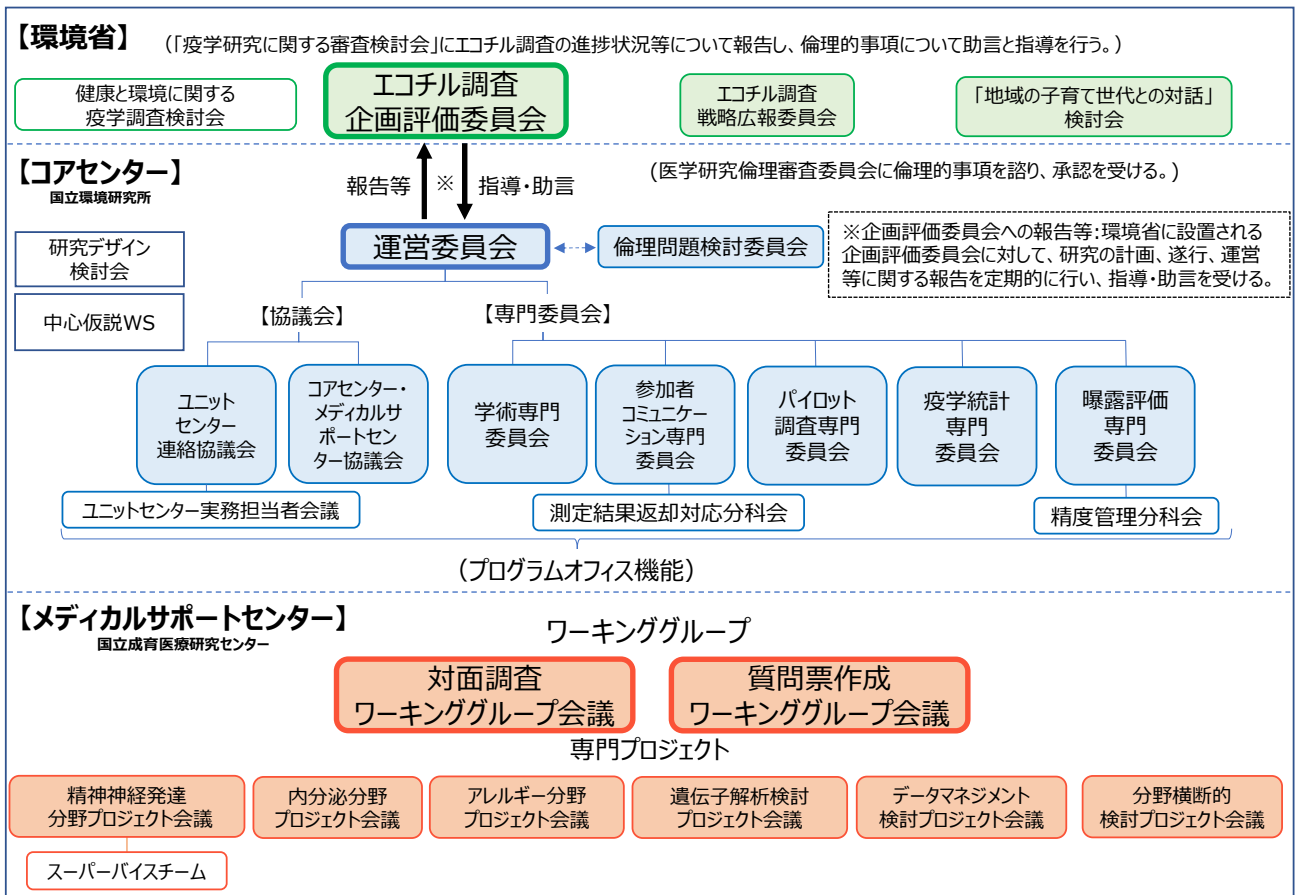 【環境省】
(「疫学研究に関する審査検討会」にエコチル調査の進捗状況等について報告し、倫理的事項について助言と指導を行う。)
健康と環境に関する
疫学調査検討会
エコチル調査
企画評価委員会
エコチル調査
戦略広報委員会
「地域の子育て世代との対話」
検討会
【コアセンター】
国立環境研究所
報告等
※
指導・助言
(医学研究倫理審査委員会に倫理的事項を諮り、承認を受ける。)
研究デザイン
検討会
中心仮説WS
運営委員会
倫理問題検討委員会
※企画評価委員会への報告等:環境省に設置される
企画評価委員会に対して、研究の計画、遂行、運営
等に関する報告を定期的に行い、指導・助言を受ける。
【協議会】
【専門委員会】
ユニット
センター
連絡協議会
コアセンター・
メディカルサ
ポートセン
ター協議会
学術専門
委員会
参加者
コミュニケー
ション専門
委員会
パイロット
調査専門
委員会
疫学統計
専門
委員会
曝露評価
専門
委員会
ユニットセンター実務担当者会議
測定結果返却対応分科会
精度管理分科会
(プログラムオフィス機能)
【メディカルサポートセンター】
国立成育医療研究センター
ワーキンググループ
対面調査
ワーキンググループ会議
質問票作成
ワーキンググループ会議
専門プロジェクト
精神神経発達
分野プロジェクト会議
内分泌分野
プロジェクト会議
アレルギー分野
プロジェクト会議
遺伝子解析検討
プロジェクト会議
データマネジメント
検討プロジェクト会議
分野横断的
検討プロジェクト会議
スーパーバイスチーム